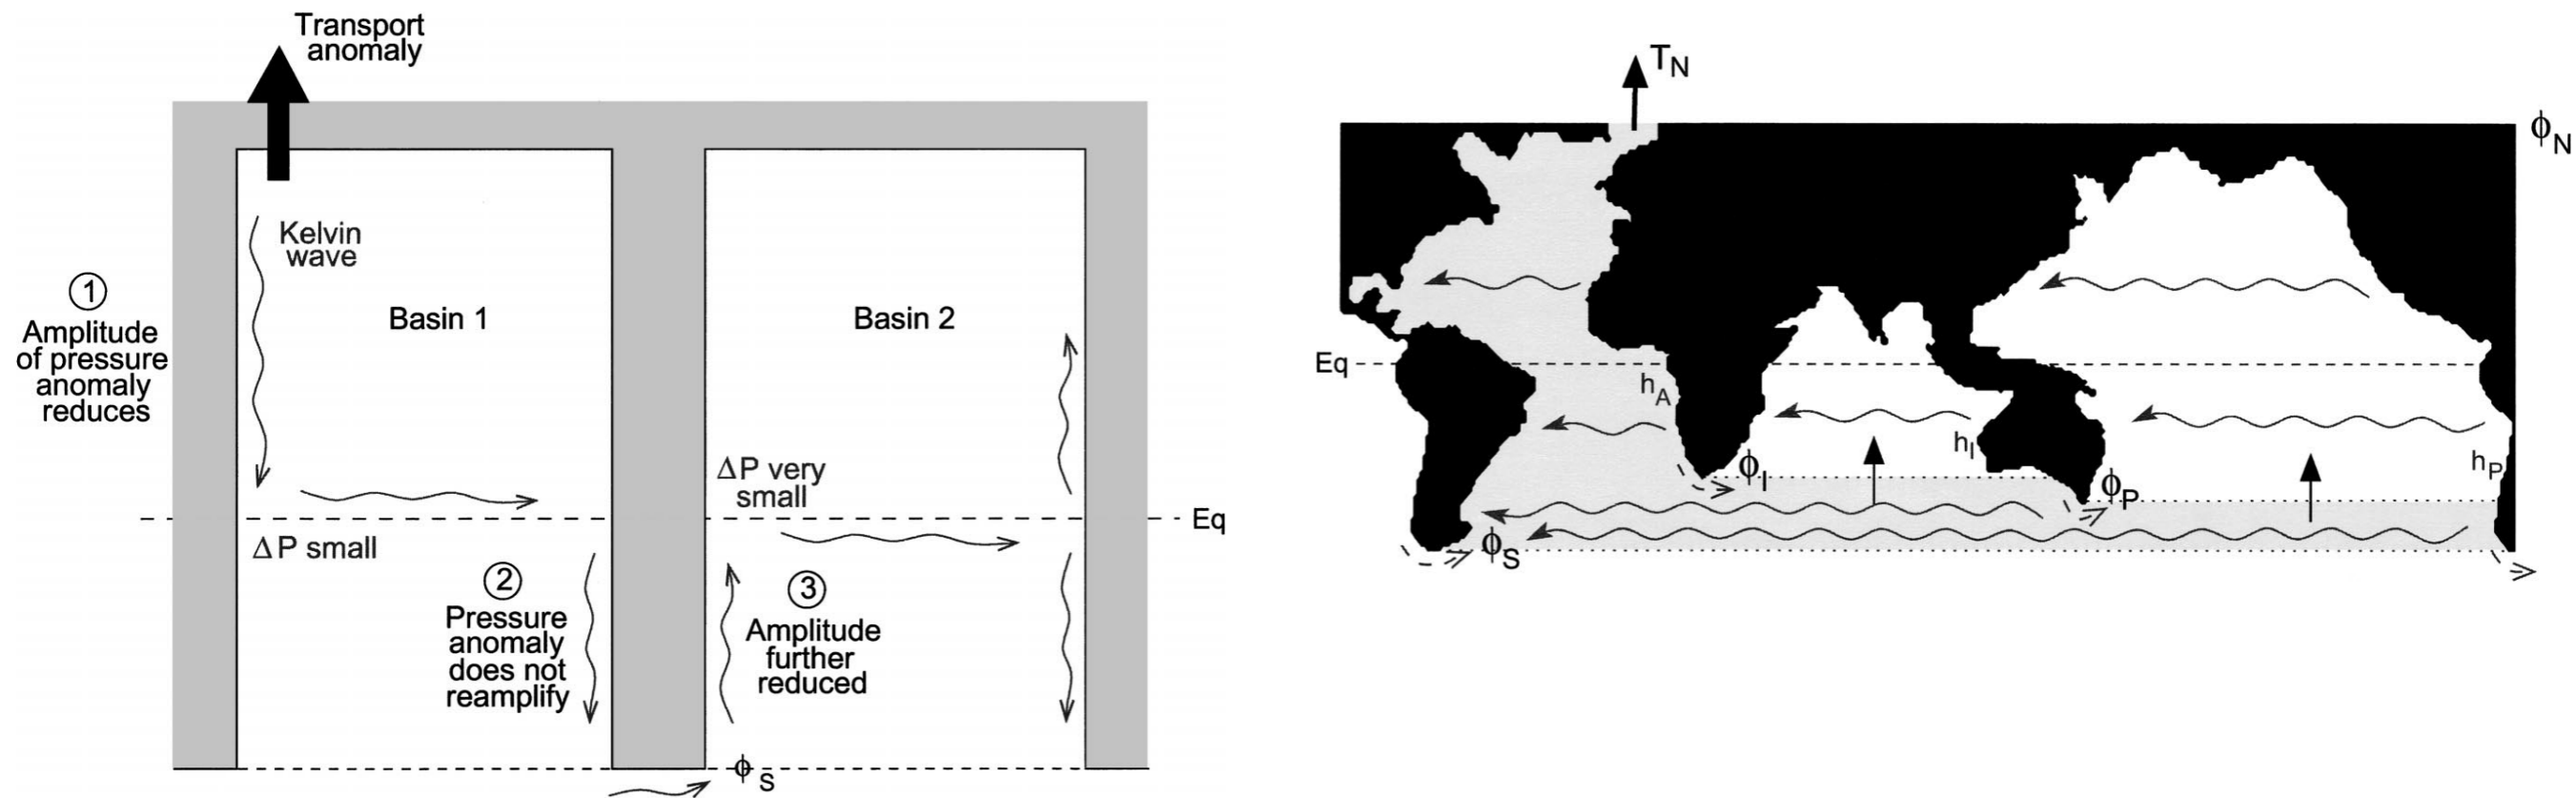 Transport
anomaly
Kelvin
wave
①
Amplitude
of pressure
anomaly
reduces
Basin 1
Basin 2
ΔP very
small
Eq
ΔP small
②
Pressure
anomaly
does not
reamplify
③
Amplitude
further
reduced
ϕS
TN
ϕN
Eq
hA
hI
hP
ϕI
ϕP
ϕS